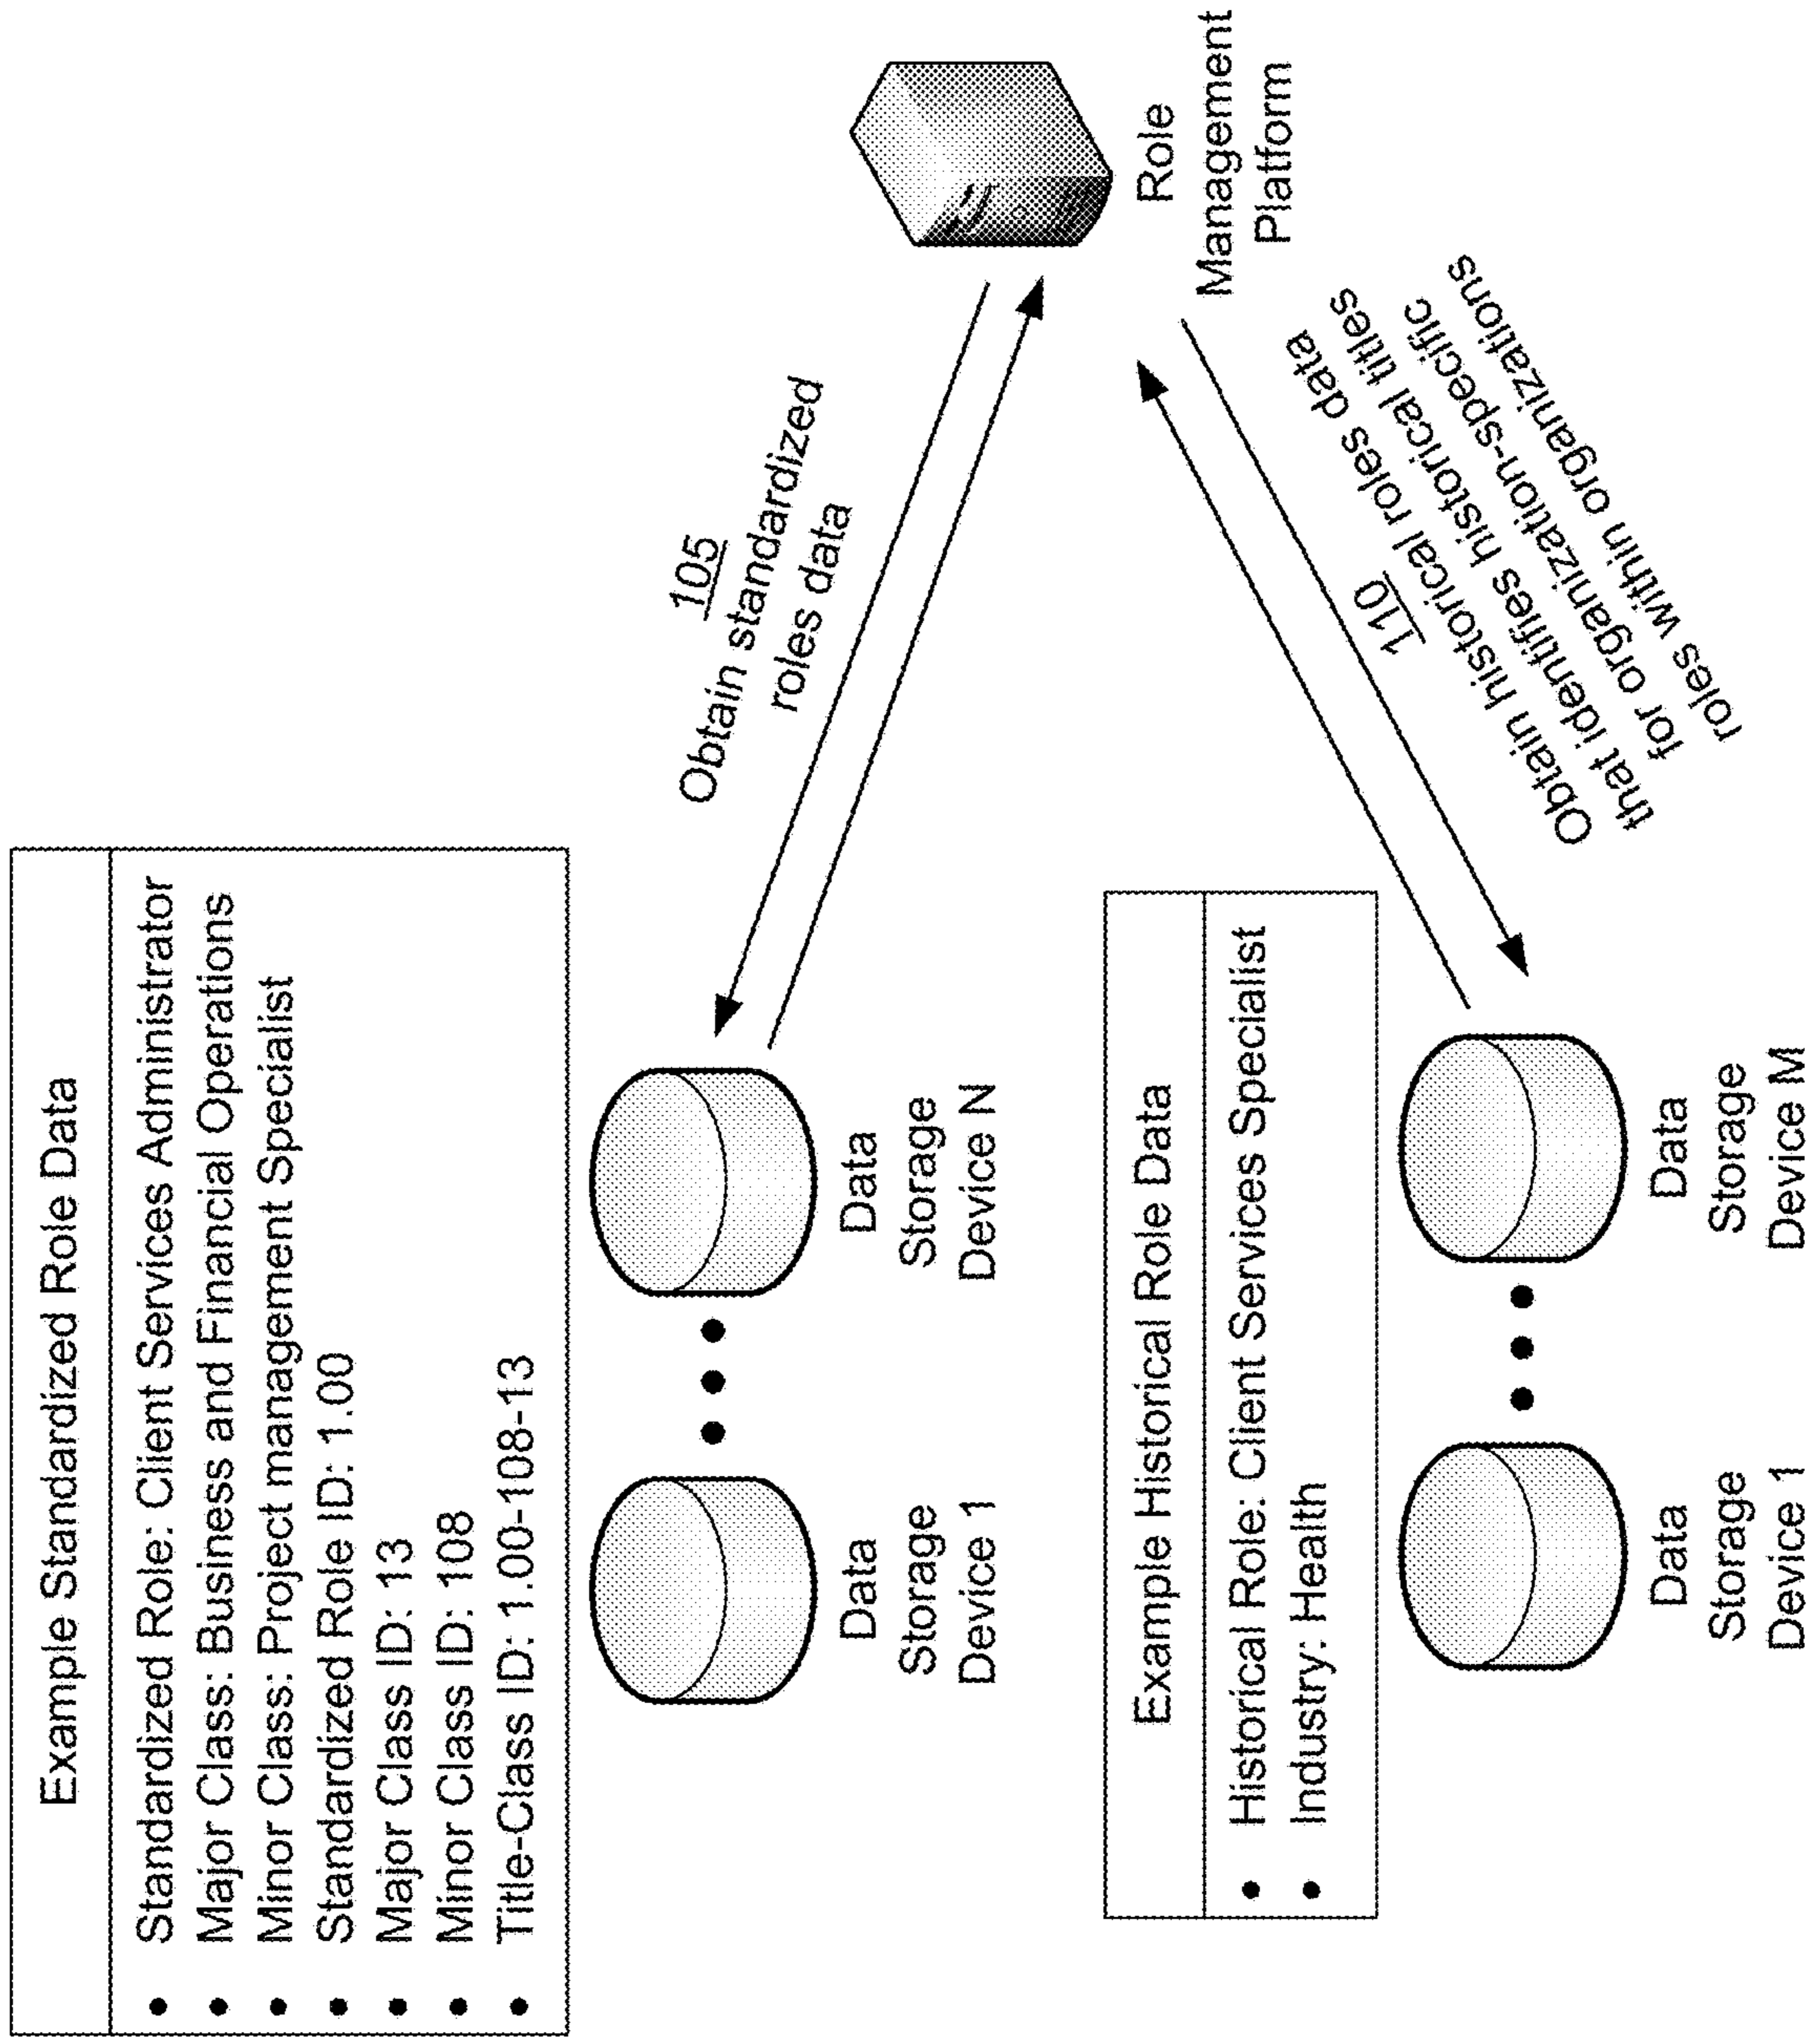 Example Standardized Role Data
• Standardized Role: Client Services Administrator
• Major Class: Business and Financial Operations
• Minor Class: Project management Specialist
• Standardized Role ID: 1.00
• Major Class ID: 13
• Minor Class ID: 108
• Title-Class ID: 1.00-108-13
Data
Storage
Device 1
Data
Storage
Device N
105
Obtain standardized
roles data
Role
Management
Platform
Example Historical Role Data
• Historical Role: Client Services Specialist
• Industry: Health
Data
Storage
Device 1
Data
Storage
Device M
110
Obtain historical roles data
that identifies historical titles
for organization-specific
roles within organizations